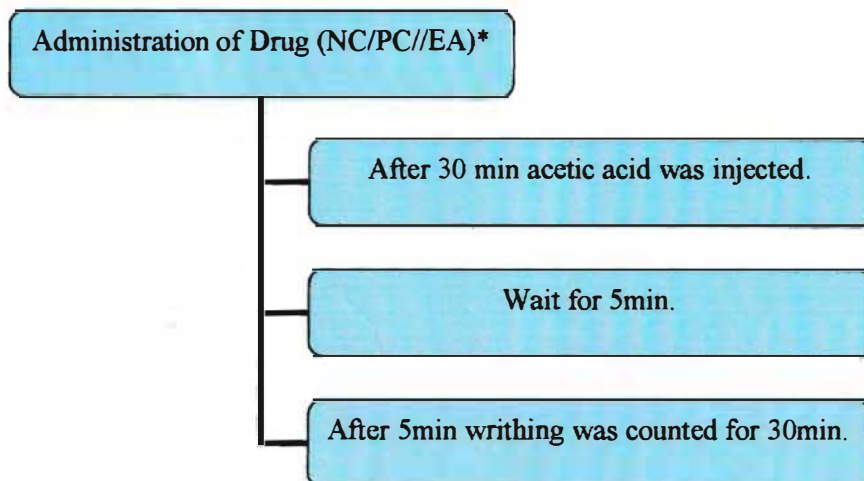 Administration of Drug (NC/PC//EA)*
After 30 min acetic acid was injected.
Wait for 5min.
After 5min writhing was counted for 30min.